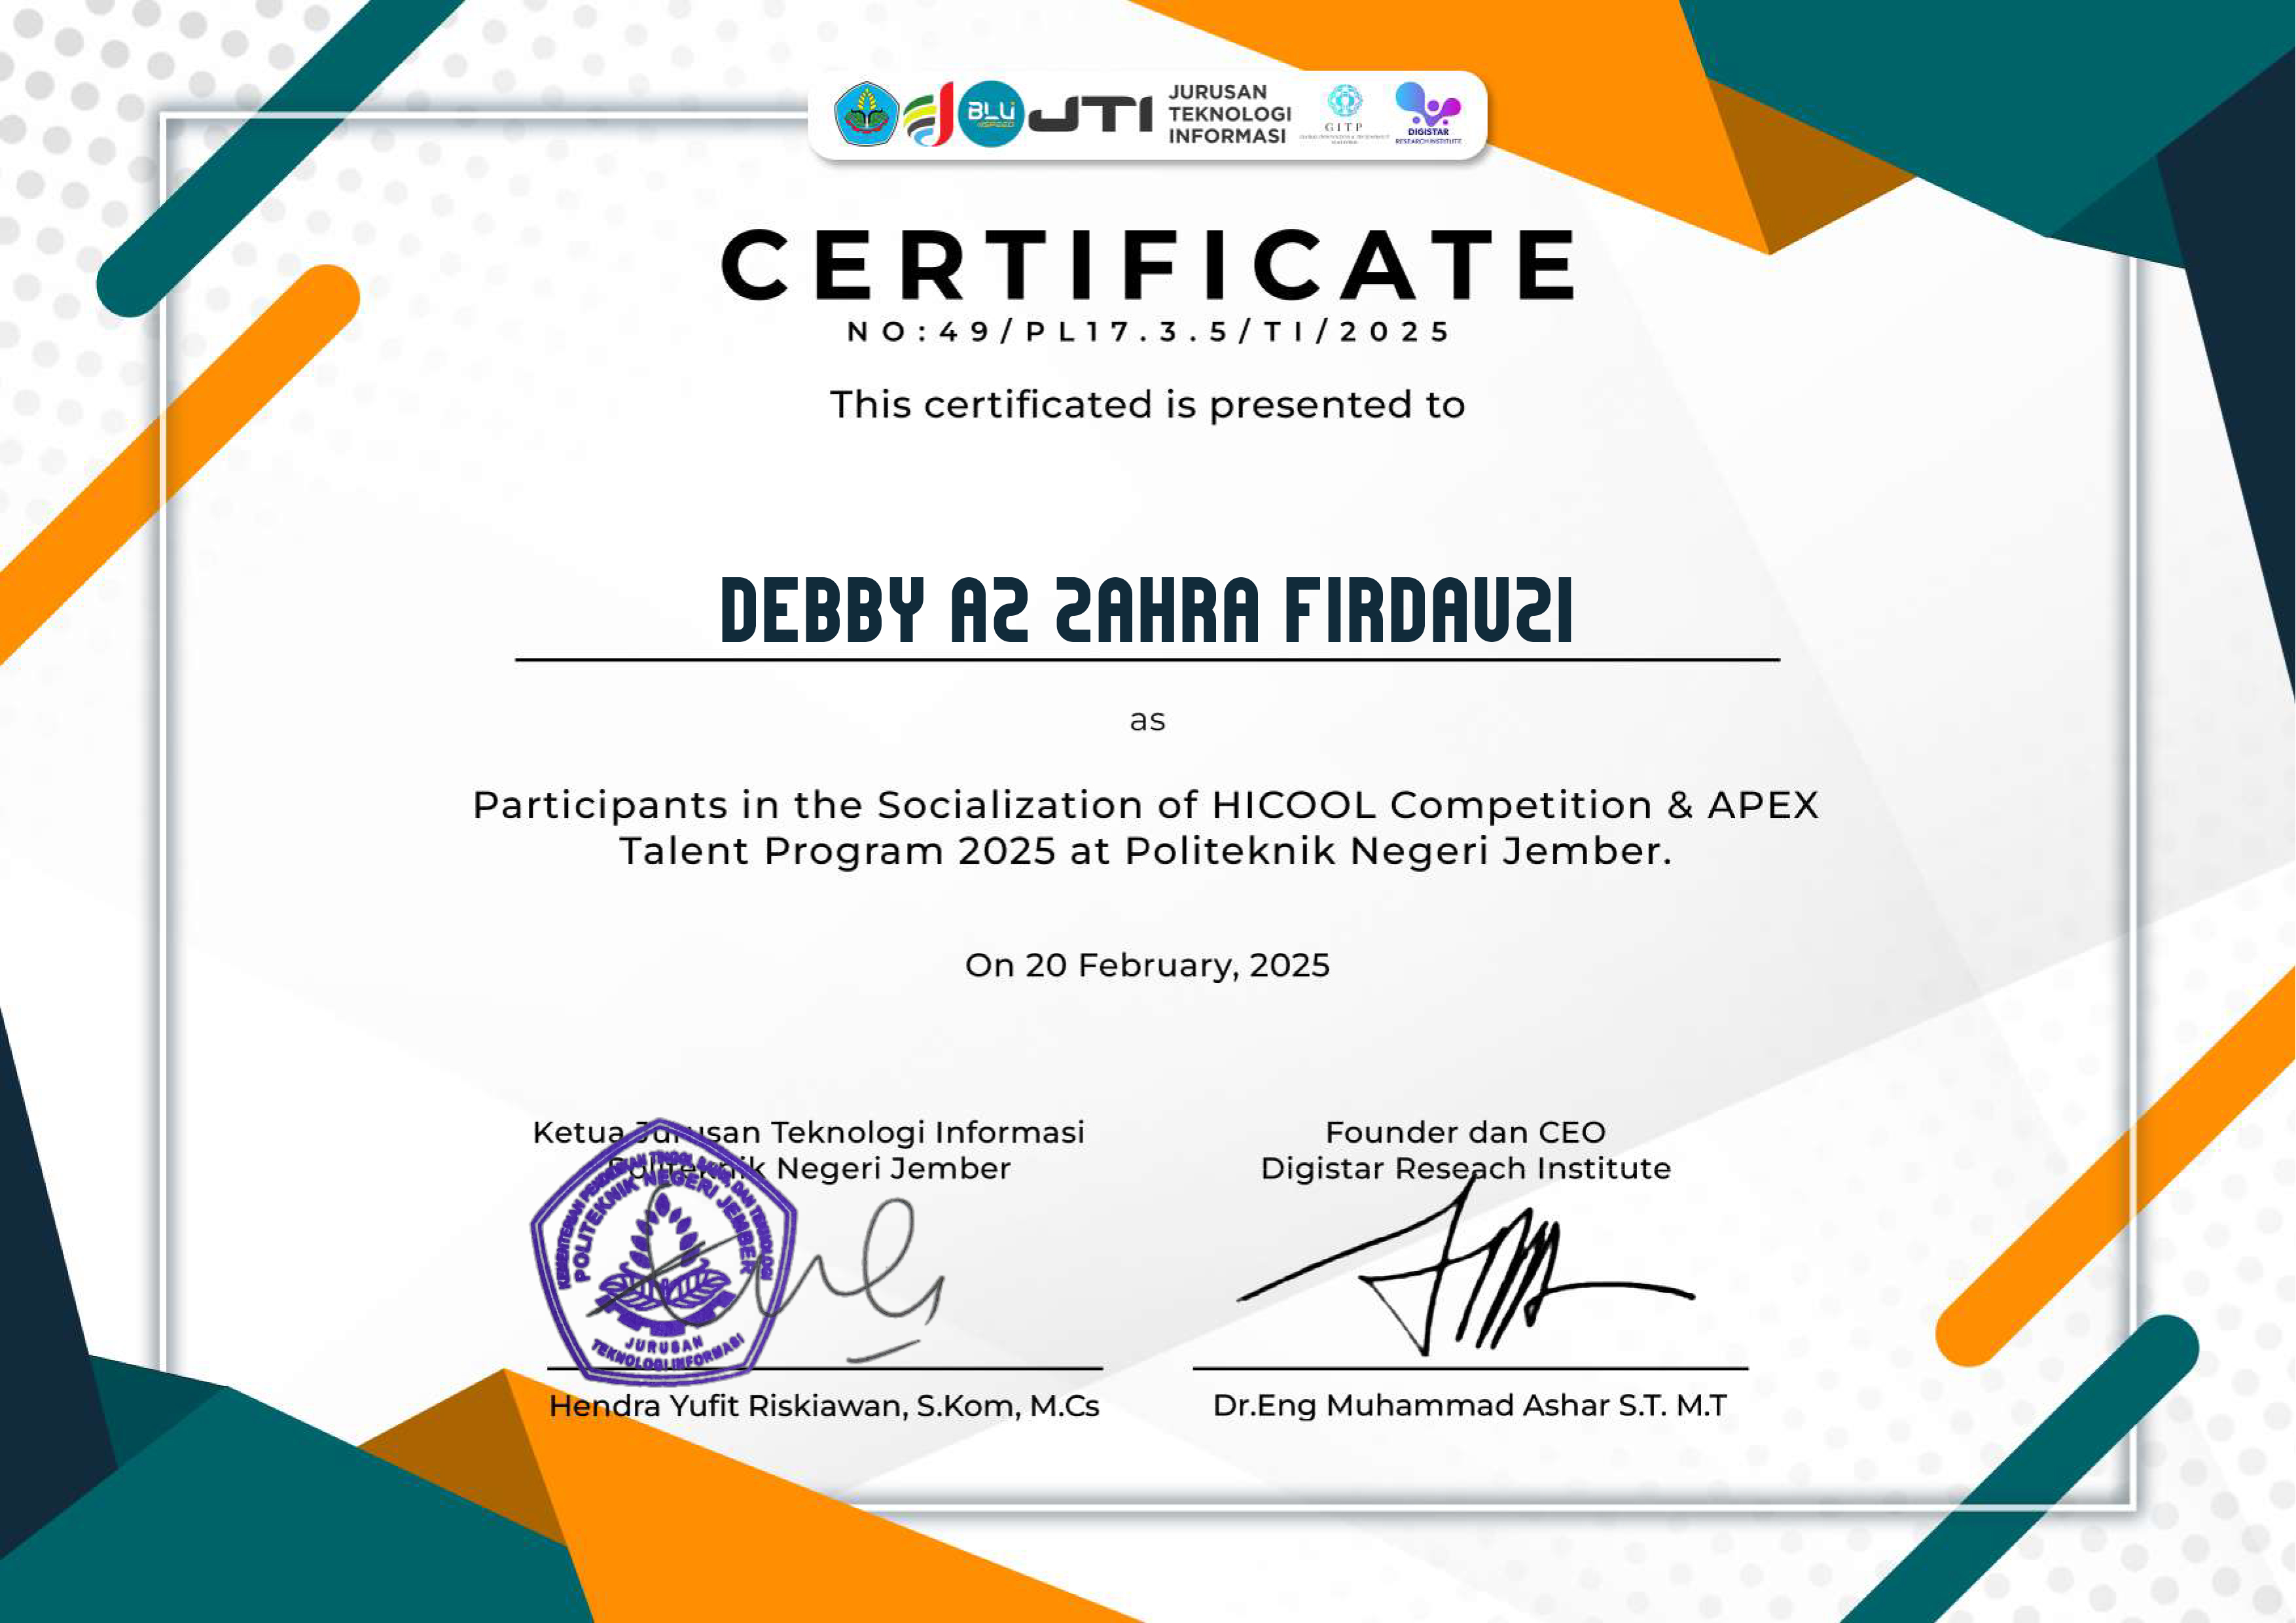 BLU
SPEED
JTI
JURUSAN
TEKNOLOGI
INFORMASI
GITP
DIGISTAR
RESEARCH INSTITUTE
CERTIFICATE
NO:49/PL17.3.5/TI/2025
This certificated is presented to
DEBBY AZ ZAHRA FIRDAUZI
as
Participants in the Socialization of HICOOL Competition & APEX
Talent Program 2025 at Politeknik Negeri Jember.
On 20 February, 2025
Ketua Jurusan Teknologi Informasi
Politeknik Negeri Jember
Founder dan CEO
Digistar Reseach Institute
KEMENTERIAN PENDIDIKAN TINGGI, SAINS, DAN TEKNOLOGI
POLITEKNIK NEGERI JEMBER
JURUSAN
TEKNOLOGI INFORMASI
Hendra Yufit Riskiawan, S.Kom, M.Cs
Dr.Eng Muhammad Ashar S.T. M.T